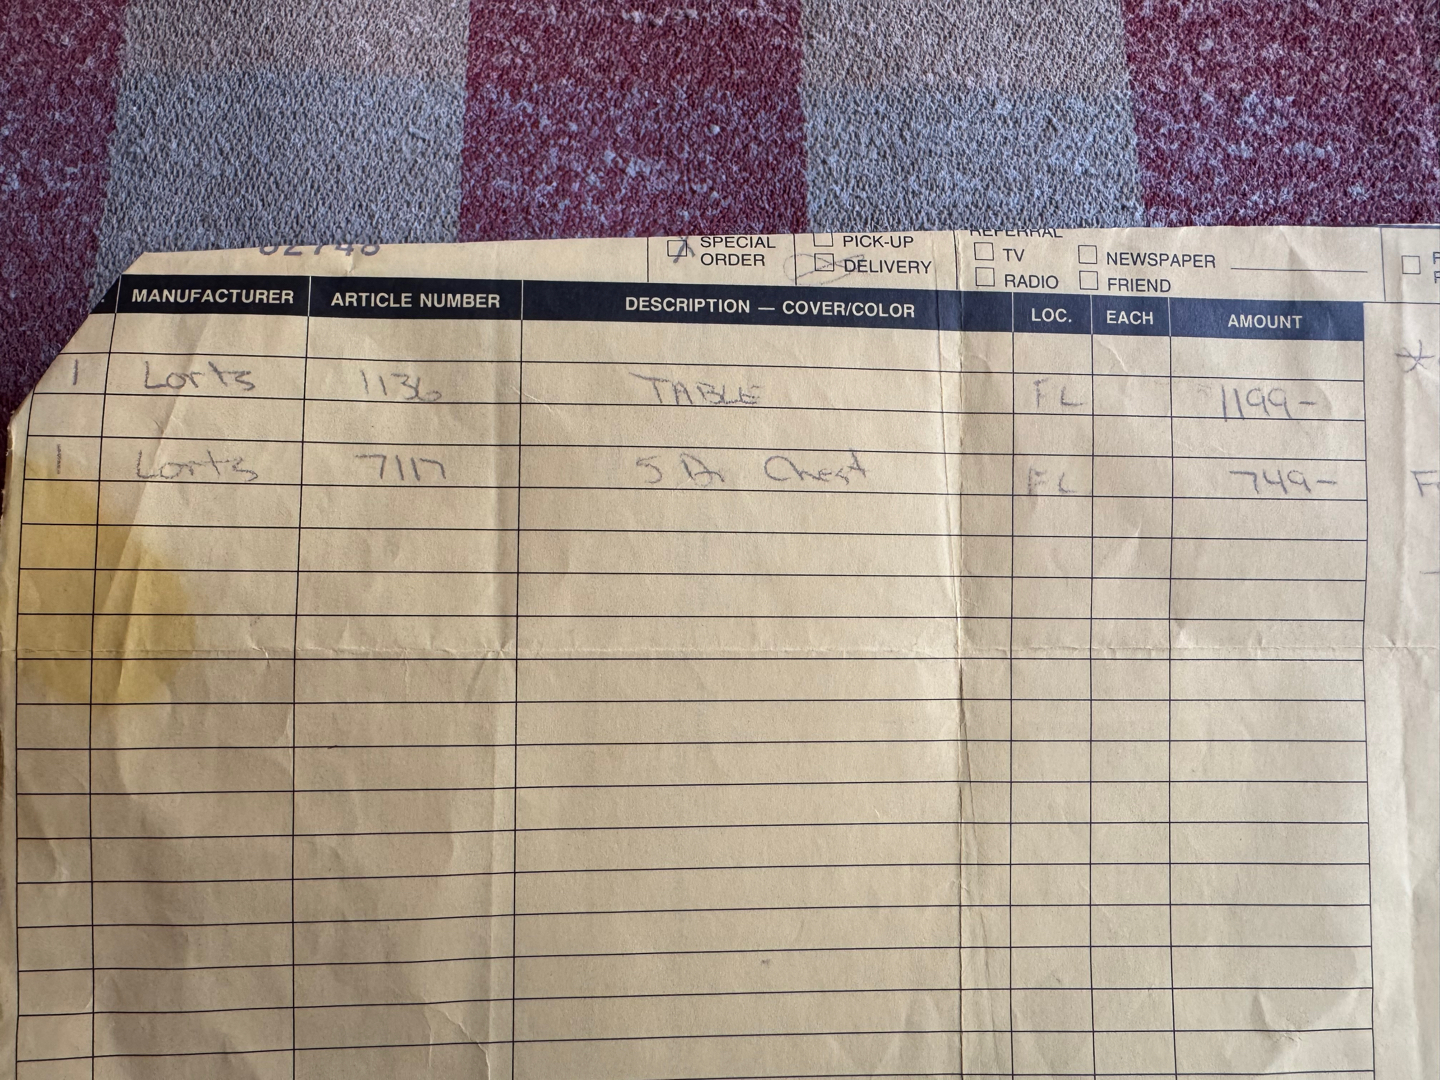 SPECIAL ORDER PICK-UP DELIVERY REFERRAL TV RADIO NEWSPAPER FRIEND
MANUFACTURER ARTICLE NUMBER DESCRIPTION — COVER/COLOR LOC. EACH AMOUNT
1 Lorts 1136 TABLE FL 1199-
1 Lorts 7117 5 Dr Chest FL 749-